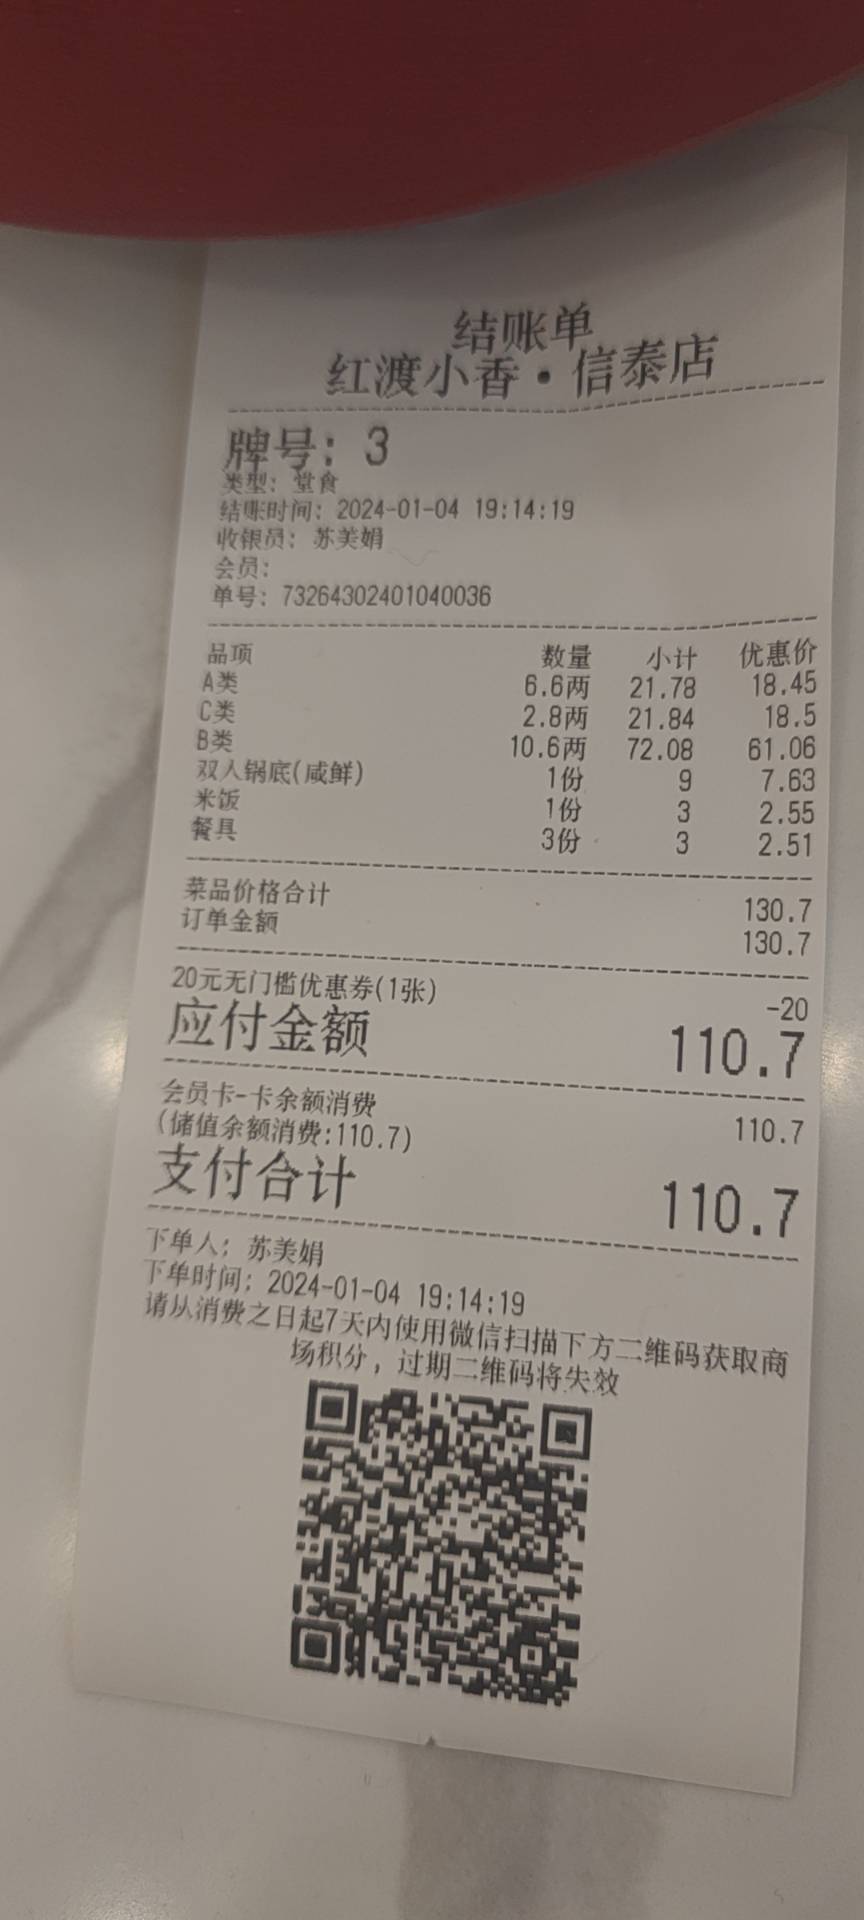 结账单
红渡小香·信泰店
牌号：3
类型：堂食
结账时间：2024-01-04 19:14:19
收银员：苏美娟
会员：
单号：73264302401040036
品项 数量 小计 优惠价
A类 6.6两 21.78 18.45
C类 2.8两 21.84 18.5
B类 10.6两 72.08 61.06
双人锅底(咸鲜) 1份 9 7.63
米饭 1份 3 2.55
餐具 3份 3 2.51
菜品价格合计 130.7
订单金额 130.7
20元无门槛优惠券(1张) -20
应付金额 110.7
会员卡-卡余额消费 110.7
(储值余额消费:110.7)
支付合计 110.7
下单人：苏美娟
下单时间：2024-01-04 19:14:19
请从消费之日起7天内使用微信扫描下方二维码获取商
场积分，过期二维码将失效